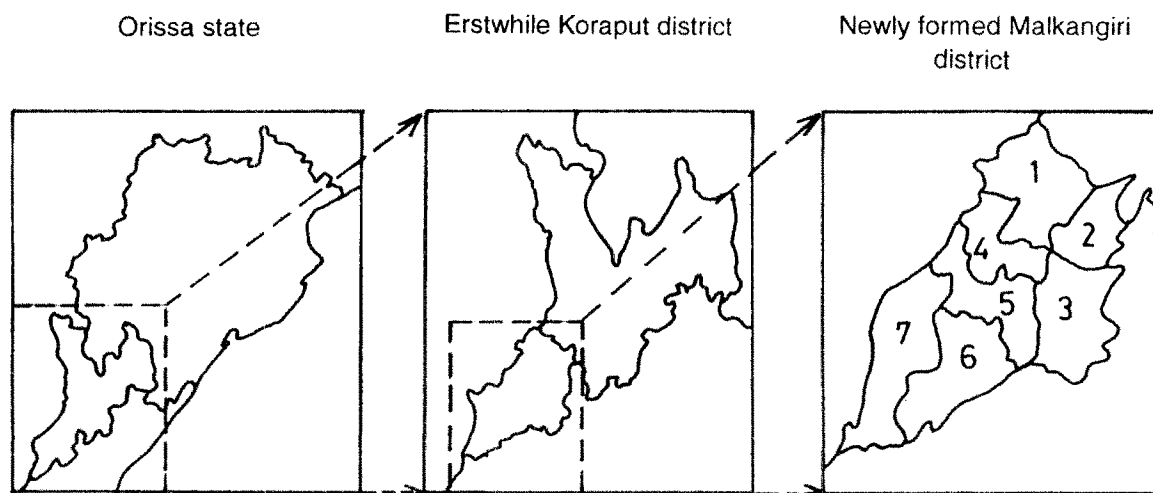 Orissa state
Erstwhile Koraput district
Newly formed Malkangiri
district
1
2
4
3
5
7
6